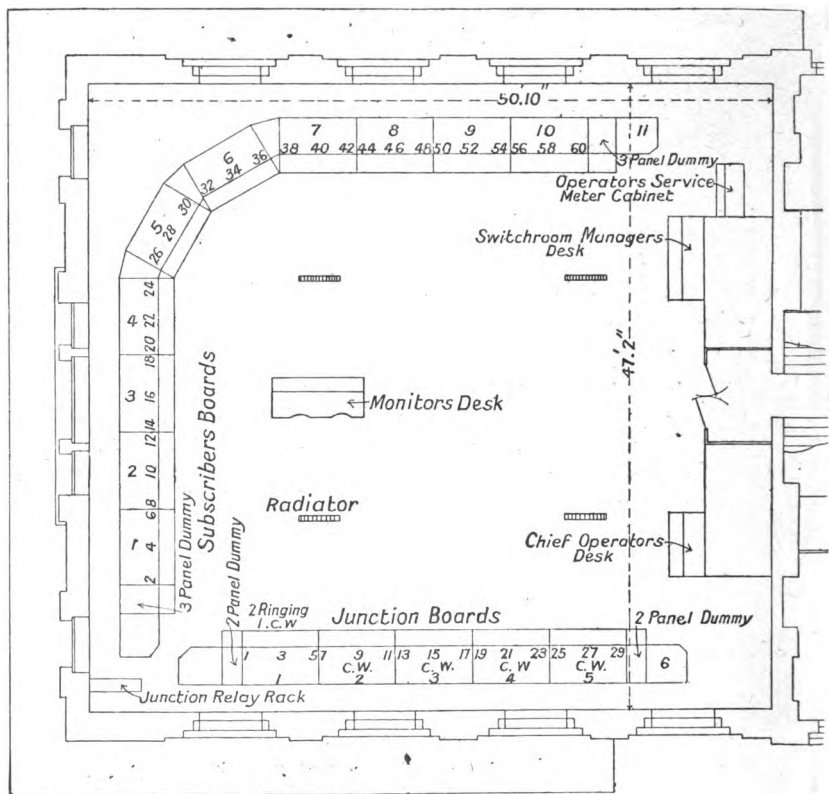 50'.10"
7 8 9 10 11
38 40 42 44 46 48 50 52 54 56 58 60
3 Panel Dummy
6
32 34 36
Operators Service
Meter Cabinet
5
26 28 30
Switchroom Managers
Desk
24
4 22
20
47'.2"
18
3 16
14
Monitors Desk
12
2 10
8
Subscribers Boards
6
1 4
2
3 Panel Dummy
Radiator
Chief Operators
Desk
2 Panel Dummy
2 Ringing
1.C.W
Junction Boards
2 Panel Dummy
1 3 5 7 9 11 13 15 17 19 21 23 25 27 29
C.W. C.W. C.W C.W.
1 2 3 4 5 6
Junction Relay Rack